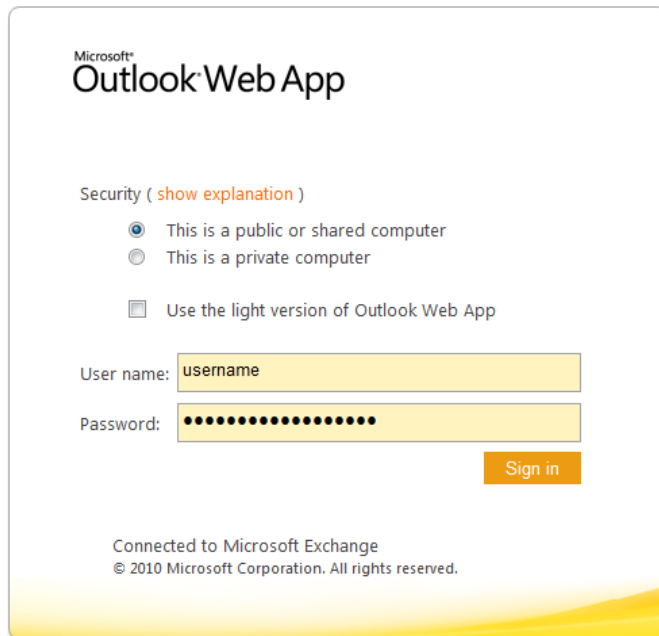 Microsoft®
Outlook Web App
Security ( show explanation )
This is a public or shared computer
This is a private computer
Use the light version of Outlook Web App
User name: username
Password: ••••••••••••••••••
Sign in
Connected to Microsoft Exchange
© 2010 Microsoft Corporation. All rights reserved.